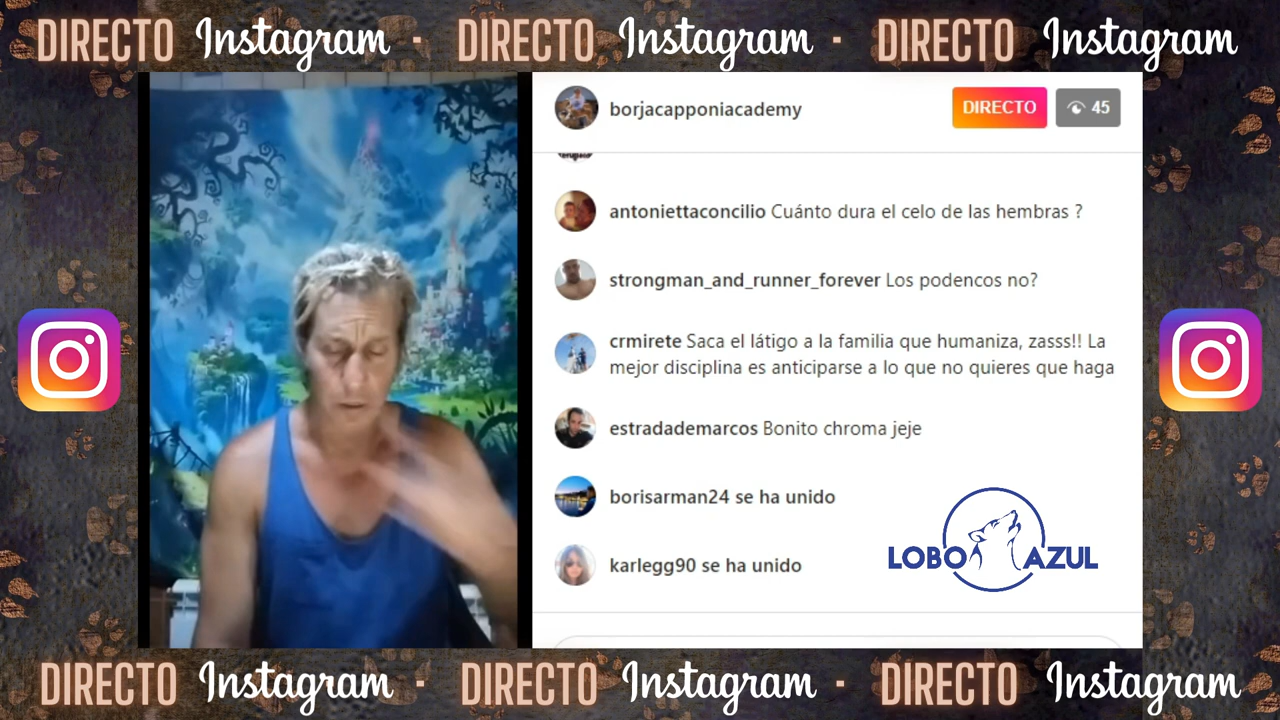 DIRECTO Instagram · DIRECTO Instagram · DIRECTO Instagram
borjacapponiacademy
DIRECTO
45
antoniettaconcilio Cuánto dura el celo de las hembras ?
strongman_and_runner_forever Los podencos no?
crmirete Saca el látigo a la familia que humaniza, zasss!! La
mejor disciplina es anticiparse a lo que no quieres que haga
estradademarcos Bonito chroma jeje
borisarman24 se ha unido
karlegg90 se ha unido
LOBO AZUL
DIRECTO Instagram · DIRECTO Instagram · DIRECTO Instagram